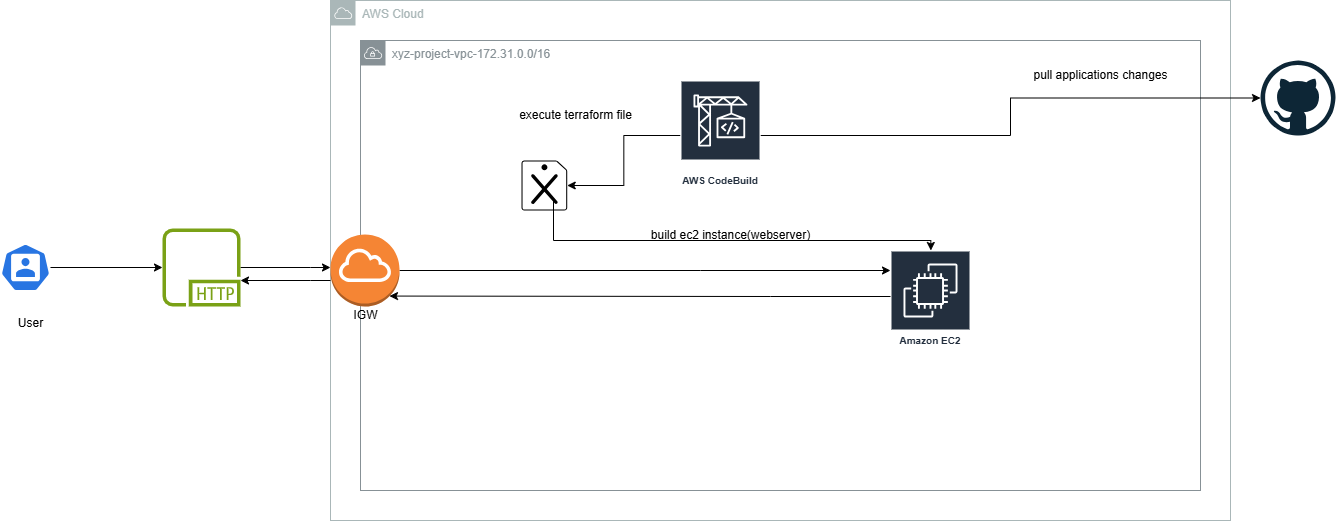 AWS Cloud
xyz-project-vpc-172.31.0.0/16
pull applications changes
execute terraform file
AWS CodeBuild
build ec2 instance(webserver)
HTTP
User
IGW
Amazon EC2